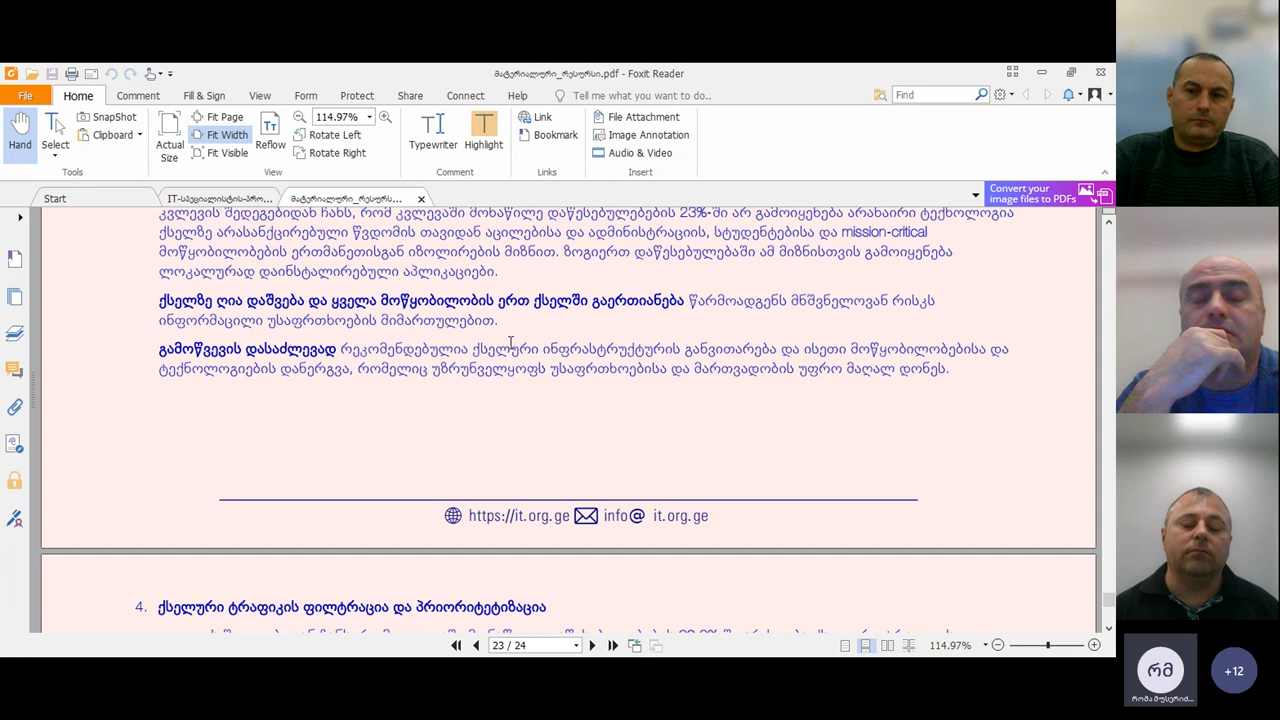 მატერიალური_რესურსი.pdf - Foxit Reader
File Home Comment Fill & Sign View Form Protect Share Connect Help Tell me what you want to do.. Find
Hand
Select
SnapShot
Clipboard
Tools
Actual Size
Fit Page
Fit Width
Fit Visible
Reflow
114.97%
Rotate Left
Rotate Right
View
Typewriter
Highlight
Comment
Link
Bookmark
Links
File Attachment
Image Annotation
Audio & Video
Insert
Start IT-სპეციალისტის-პრო... მატერიალური_რესურს...
Convert your
image files to PDFs
კვლევის შედეგებიდან ჩანს, რომ კვლევაში მონაწილე დაწესებულებების 23%-ში არ გამოიყენება არანაირი ტექნოლოგია
ქსელზე არასანქცირებული წვდომის თავიდან აცილებისა და ადმინისტრაციის, სტუდენტებისა და mission-critical
მოწყობილობების ერთმანეთისგან იზოლირების მიზნით. ზოგიერთ დაწესებულებაში ამ მიზნისთვის გამოიყენება
ლოკალურად დაინსტალირებული აპლიკაციები.
ქსელზე ღია დაშვება და ყველა მოწყობილობის ერთ ქსელში გაერთიანება წარმოადგენს მნშვნელოვან რისკს
ინფორმაცილი უსაფრთხოების მიმართულებით.
გამოწვევის დასაძლევად რეკომენდებულია ქსელური ინფრასტრუქტურის განვითარება და ისეთი მოწყობილობებისა და
ტექნოლოგიების დანერგვა, რომელიც უზრუნველყოფს უსაფრთხოებისა და მართვადობის უფრო მაღალ დონეს.
https://it.org.ge info@ it.org.ge
4. ქსელური ტრაფიკის ფილტრაცია და პრიორიტეტიზაცია
23 / 24
114.97%
რმ
რომა მუსერიძ...
+12